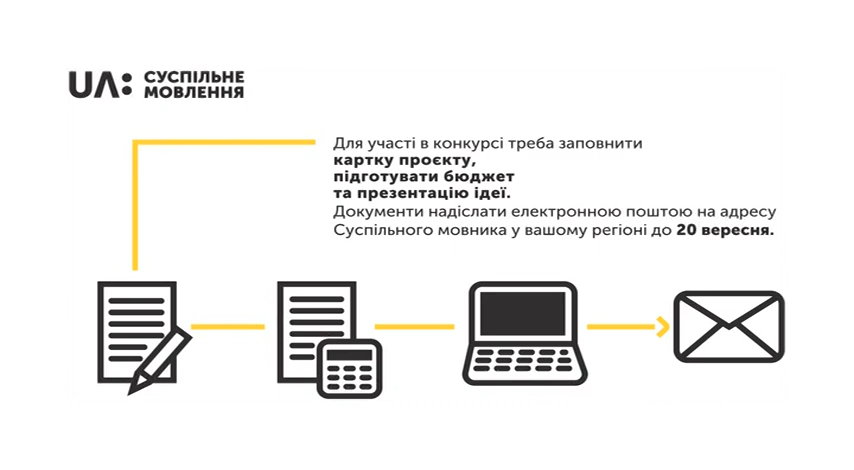 UA: СУСПІЛЬНЕ
МОВЛЕННЯ
Для участі в конкурсі треба заповнити
картку проєкту,
підготувати бюджет
та презентацію ідеї.
Документи надіслати електронною поштою на адресу
Суспільного мовника у вашому регіоні до 20 вересня.